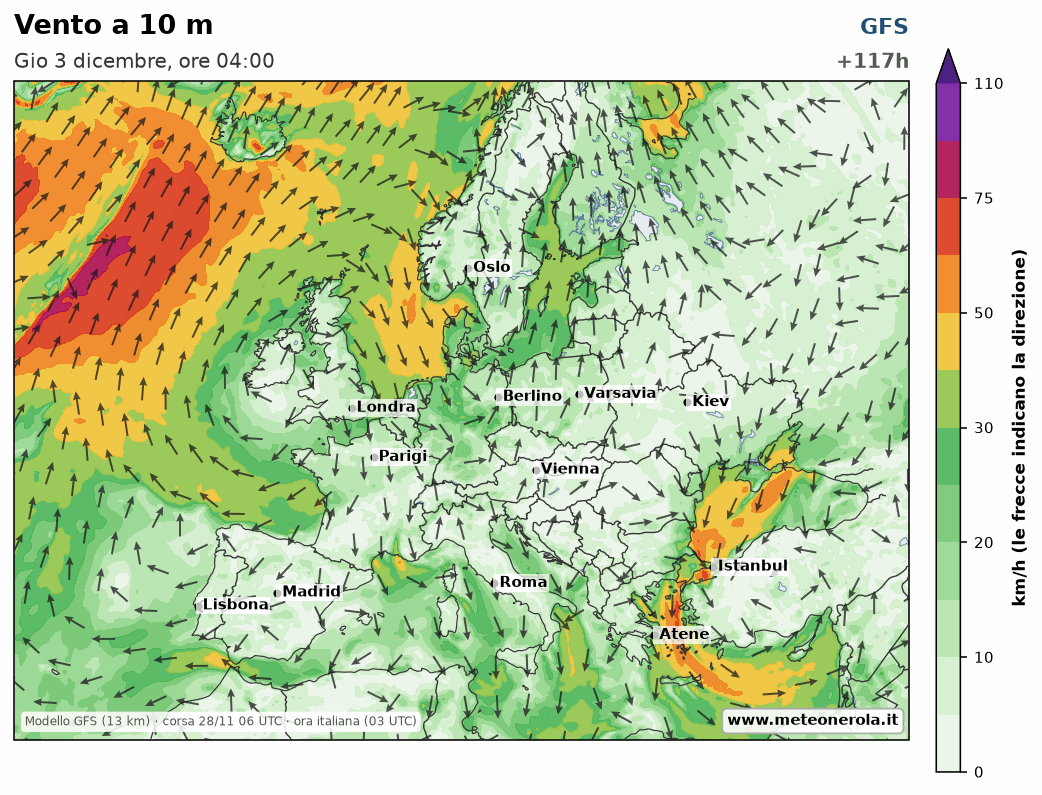 Vento a 10 m
GFS
Gio 3 dicembre, ore 04:00
+117h
110
75
50
30
20
10
0
km/h (le frecce indicano la direzione)
Oslo
Londra
Berlino
Varsavia
Kiev
Parigi
Vienna
Istanbul
Roma
Madrid
Lisbona
Atene
Modello GFS (13 km) · corsa 28/11 06 UTC · ora italiana (03 UTC)
www.meteonerola.it